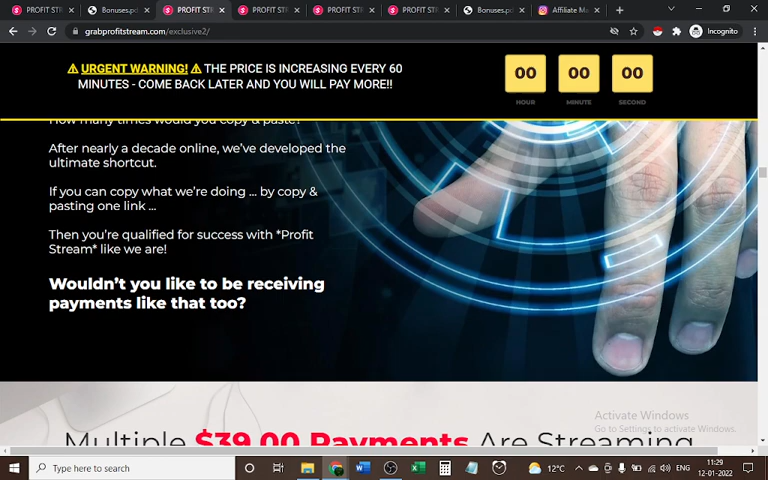 PROFIT STR
Bonuses.pd
PROFIT STR
PROFIT STR
PROFIT STR
PROFIT STR
Bonuses.pd
Affiliate Ma
grabprofitstream.com/exclusive2/
Incognito
⚠ URGENT WARNING! ⚠ THE PRICE IS INCREASING EVERY 60
MINUTES - COME BACK LATER AND YOU WILL PAY MORE!!
00 00 00
HOUR MINUTE SECOND
How many times would you copy & paste?
After nearly a decade online, we've developed the
ultimate shortcut.
If you can copy what we're doing ... by copy &
pasting one link ...
Then you're qualified for success with *Profit
Stream* like we are!
Wouldn't you like to be receiving
payments like that too?
Multiple $39.00 Payments Are Streaming
Activate Windows
Go to Settings to activate Windows.
Type here to search
12°C
ENG
11:29
12-01-2022